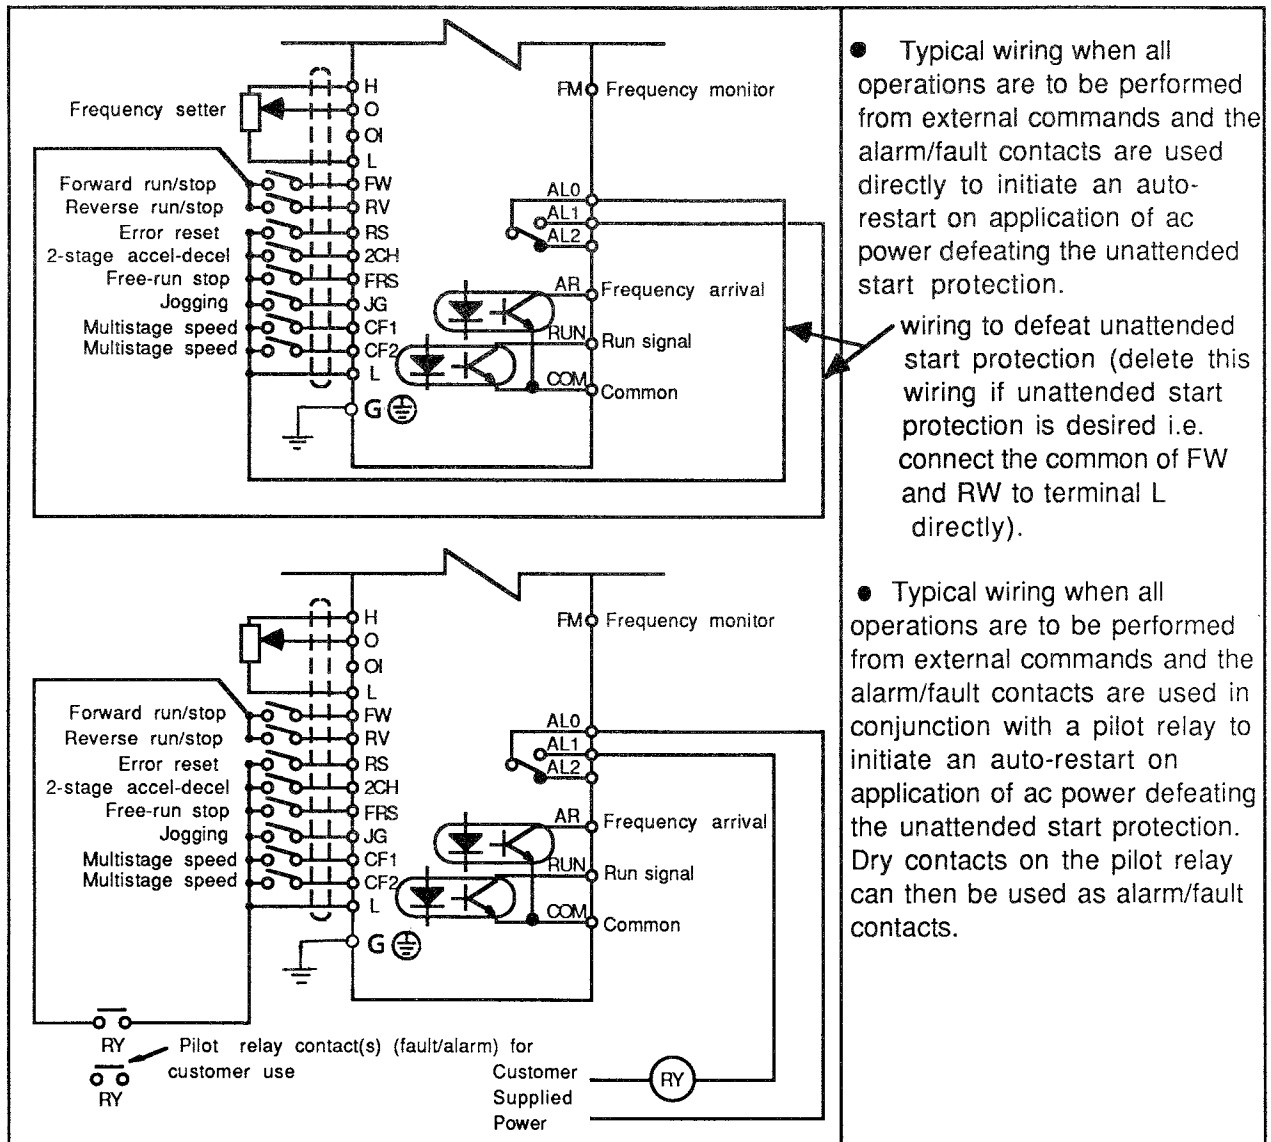 Frequency setter
H
O
OI
L
FM Frequency monitor
Forward run/stop FW
Reverse run/stop RV
Error reset RS
2-stage accel-decel 2CH
Free-run stop FRS
Jogging JG
Multistage speed CF1
Multistage speed CF2
L
G
AL0
AL1
AL2
AR Frequency arrival
RUN Run signal
COM Common
● Typical wiring when all
operations are to be performed
from external commands and the
alarm/fault contacts are used
directly to initiate an auto-
restart on application of ac
power defeating the unattended
start protection.
wiring to defeat unattended
start protection (delete this
wiring if unattended start
protection is desired i.e.
connect the common of FW
and RW to terminal L
directly).
H
O
OI
L
FM Frequency monitor
Forward run/stop FW
Reverse run/stop RV
Error reset RS
2-stage accel-decel 2CH
Free-run stop FRS
Jogging JG
Multistage speed CF1
Multistage speed CF2
L
G
AL0
AL1
AL2
AR Frequency arrival
RUN Run signal
COM Common
RY
Pilot relay contact(s) (fault/alarm) for
customer use
RY
Customer
Supplied
Power
RY
● Typical wiring when all
operations are to be performed
from external commands and the
alarm/fault contacts are used in
conjunction with a pilot relay to
initiate an auto-restart on
application of ac power defeating
the unattended start protection.
Dry contacts on the pilot relay
can then be used as alarm/fault
contacts.